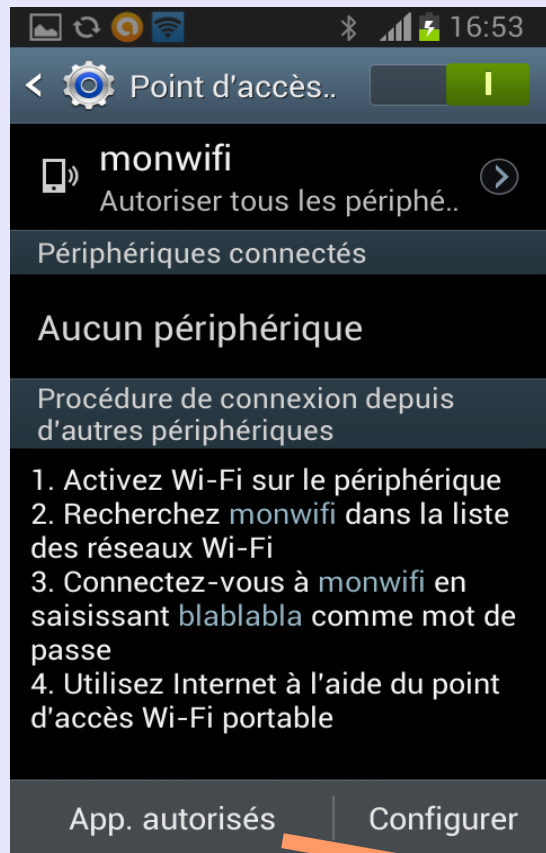 16:53
Point d'accès..
monwifi
Autoriser tous les périphé..
Périphériques connectés
Aucun périphérique
Procédure de connexion depuis
d'autres périphériques
1. Activez Wi-Fi sur le périphérique
2. Recherchez monwifi dans la liste
des réseaux Wi-Fi
3. Connectez-vous à monwifi en
saisissant blablabla comme mot de
passe
4. Utilisez Internet à l'aide du point
d'accès Wi-Fi portable
App. autorisés Configurer